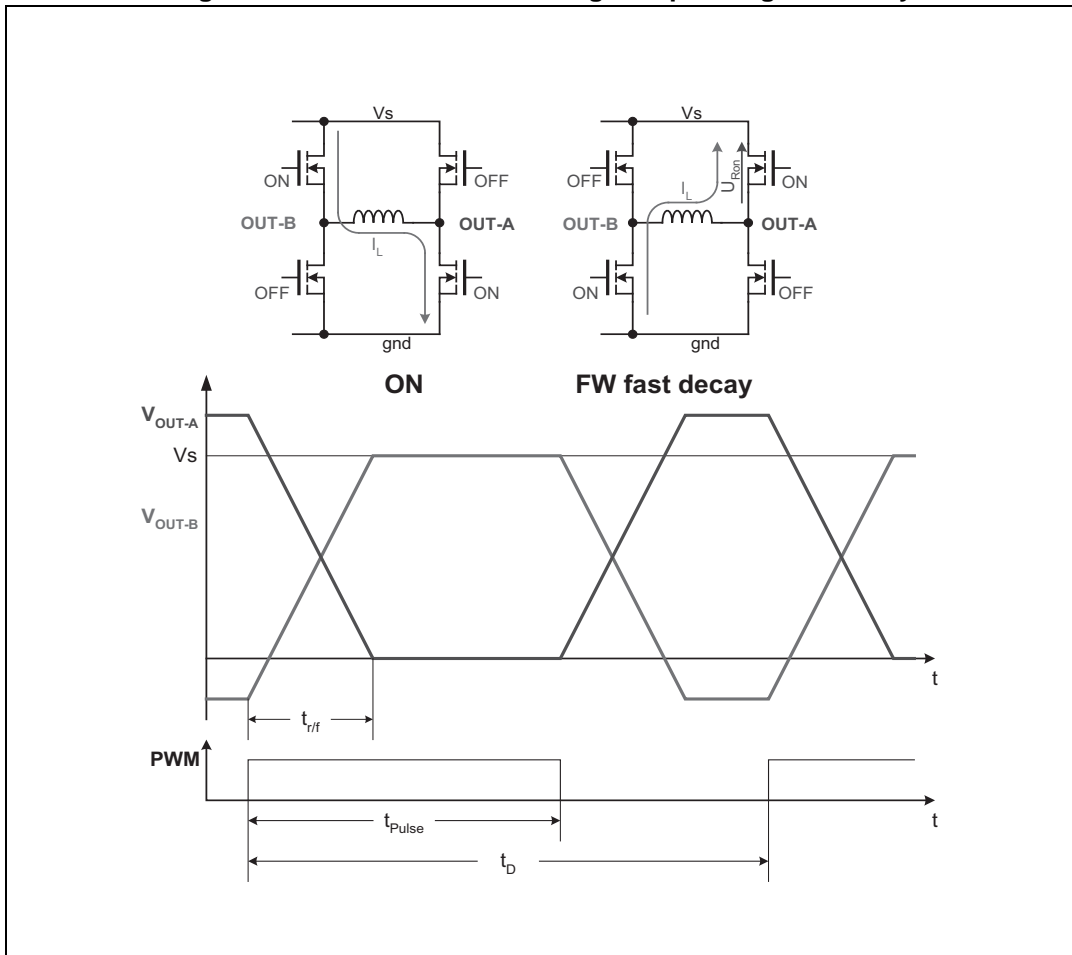 Vs Vs
ON OFF OFF ON
U_Ron
I_L
OUT-B OUT-A OUT-B OUT-A
I_L
OFF ON ON OFF
gnd gnd
ON FW fast decay
V_OUT-A
Vs
V_OUT-B
t
t_r/f
PWM
t
t_Pulse
t_D